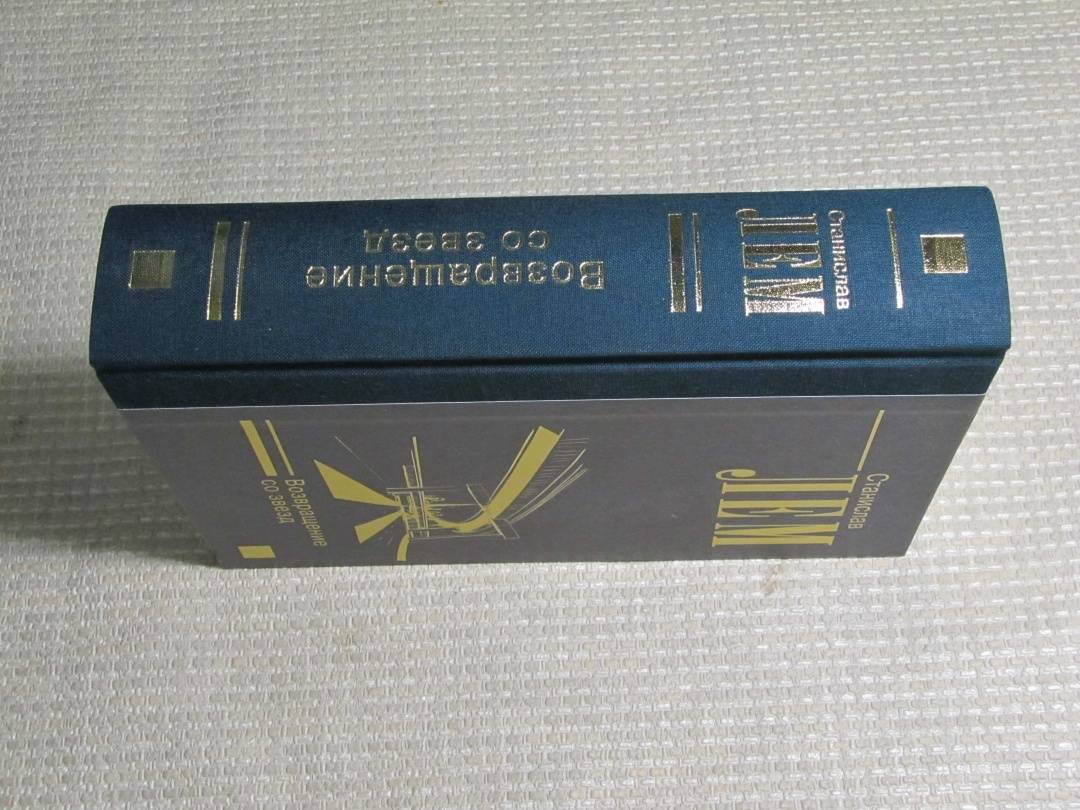 Станислав
ЛЕМ
Возвращение
со звезд
Станислав
ЛЕМ
Возвращение
со звезд